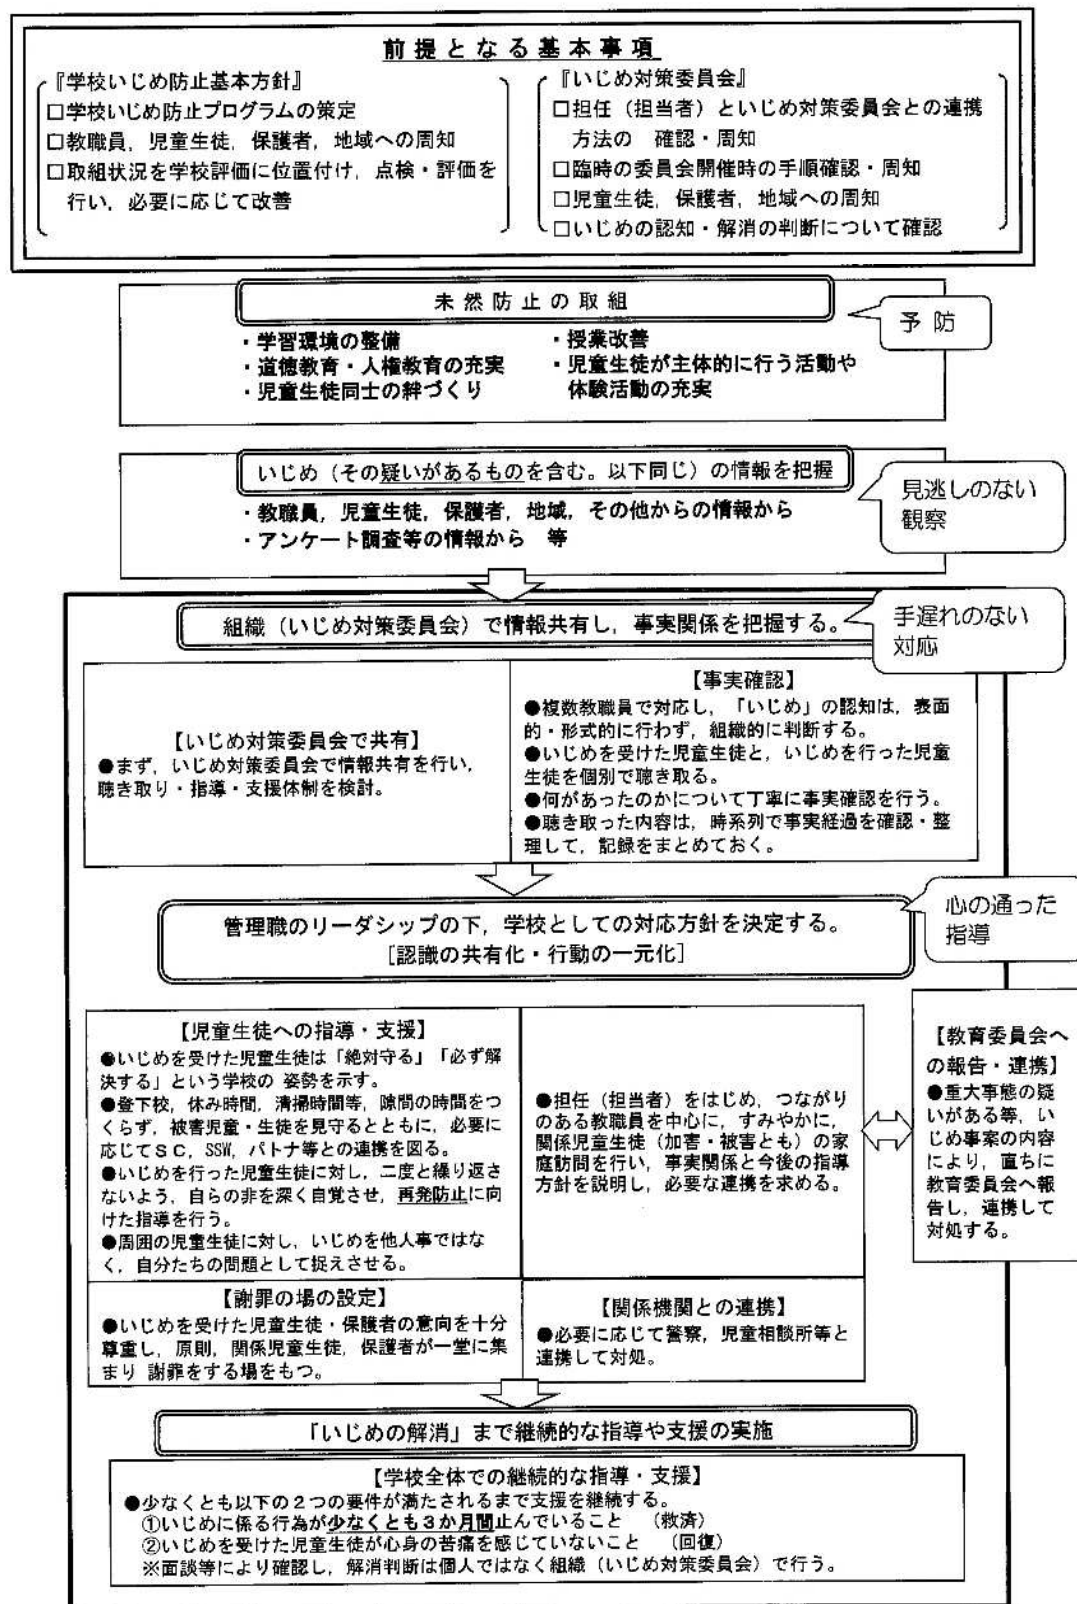 前提となる基本事項
『学校いじめ防止基本方針』
□学校いじめ防止プログラムの策定
□教職員，児童生徒，保護者，地域への周知
□取組状況を学校評価に位置付け，点検・評価を
行い，必要に応じて改善
『いじめ対策委員会』
□担任（担当者）といじめ対策委員会との連携
方法の　確認・周知
□臨時の委員会開催時の手順確認・周知
□児童生徒，保護者，地域への周知
□いじめの認知・解消の判断について確認
未然防止の取組
予防
・学習環境の整備
・道徳教育・人権教育の充実
・児童生徒同士の絆づくり
・授業改善
・児童生徒が主体的に行う活動や
体験活動の充実
いじめ（その疑いがあるものを含む。以下同じ）の情報を把握
見逃しのない
観察
・教職員，児童生徒，保護者，地域，その他からの情報から
・アンケート調査等の情報から　等
組織（いじめ対策委員会）で情報共有し，事実関係を把握する。
手遅れのない
対応
【いじめ対策委員会で共有】
●まず，いじめ対策委員会で情報共有を行い，
聴き取り・指導・支援体制を検討。
【事実確認】
●複数教職員で対応し，「いじめ」の認知は，表面
的・形式的に行わず，組織的に判断する。
●いじめを受けた児童生徒と，いじめを行った児童
生徒を個別で聴き取る。
●何があったのかについて丁寧に事実確認を行う。
●聴き取った内容は，時系列で事実経過を確認・整
理して，記録をまとめておく。
管理職のリーダシップの下，学校としての対応方針を決定する。
［認識の共有化・行動の一元化］
心の通った
指導
【児童生徒への指導・支援】
●いじめを受けた児童生徒は「絶対守る」「必ず解
決する」という学校の 姿勢を示す。
●登下校，休み時間，清掃時間等，隙間の時間をつ
くらず，被害児童・生徒を見守るとともに，必要に
応じてＳＣ，SSW，パトナ等との連携を図る。
●いじめを行った児童生徒に対し，二度と繰り返さ
ないよう，自らの非を深く自覚させ，再発防止に向
けた指導を行う。
●周囲の児童生徒に対し，いじめを他人事ではな
く，自分たちの問題として捉えさせる。
●担任（担当者）をはじめ，つながり
のある教職員を中心に，すみやかに，
関係児童生徒（加害・被害とも）の家
庭訪問を行い，事実関係と今後の指導
方針を説明し，必要な連携を求める。
【教育委員会へ
の報告・連携】
●重大事態の疑
いがある等，い
じめ事案の内容
により，直ちに
教育委員会へ報
告し，連携して
対処する。
【謝罪の場の設定】
●いじめを受けた児童生徒・保護者の意向を十分
尊重し，原則，関係児童生徒，保護者が一堂に集
まり 謝罪をする場をもつ。
【関係機関との連携】
●必要に応じて警察，児童相談所等と
連携して対処。
「いじめの解消」まで継続的な指導や支援の実施
【学校全体での継続的な指導・支援】
●少なくとも以下の２つの要件が満たされるまで支援を継続する。
①いじめに係る行為が少なくとも３か月間止んでいること　（救済）
②いじめを受けた児童生徒が心身の苦痛を感じていないこと　（回復）
※面談等により確認し，解消判断は個人ではなく組織（いじめ対策委員会）で行う。